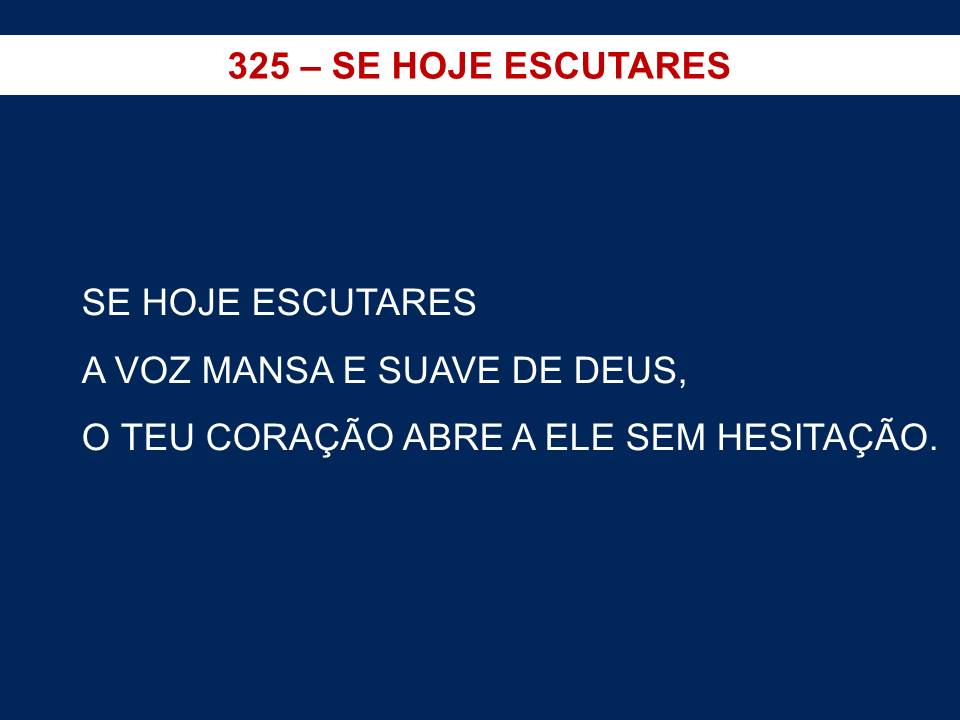 325 – SE HOJE ESCUTARES
SE HOJE ESCUTARES
A VOZ MANSA E SUAVE DE DEUS,
O TEU CORAÇÃO ABRE A ELE SEM HESITAÇÃO.